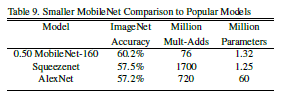 Table 9. Smaller MobileNet Comparison to Popular Models
Model ImageNet Million Million
Accuracy Mult-Adds Parameters
0.50 MobileNet-160 60.2% 76 1.32
Squeezenet 57.5% 1700 1.25
AlexNet 57.2% 720 60